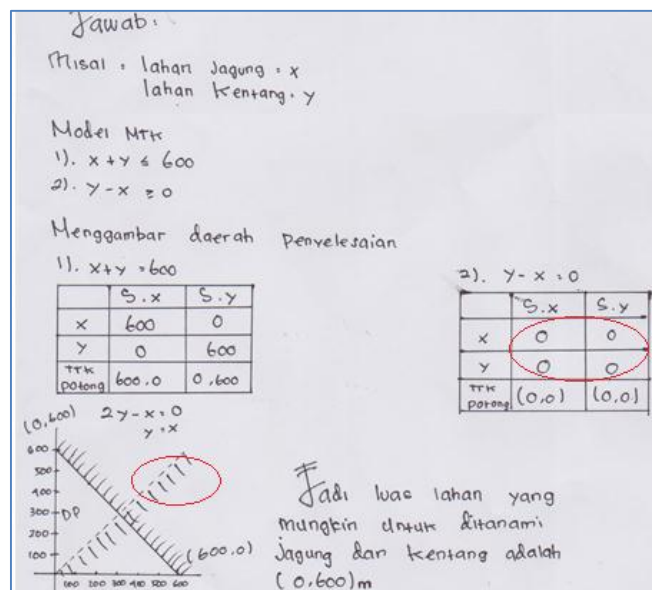 Jawab :
Misal : lahan Jagung : x
lahan Kentang : y
Model MTK
1). x + y ≤ 600
2). y - x ≥ 0
Menggambar daerah penyelesaian
1). x+y = 600
S.x S.y
x 600 0
y 0 600
TTK potong 600.0 0,600
2). y - x = 0
S.x S.y
x 0 0
y 0 0
TTK potong (0,0) (0,0)
2y - x = 0
y = x
(0,600)
600
500
400
300
200
100
DP
(600.0)
100 200 300 400 500 600
Jadi luas lahan yang
mungkin untuk ditanami
jagung dan kentang adalah
(0,600)m